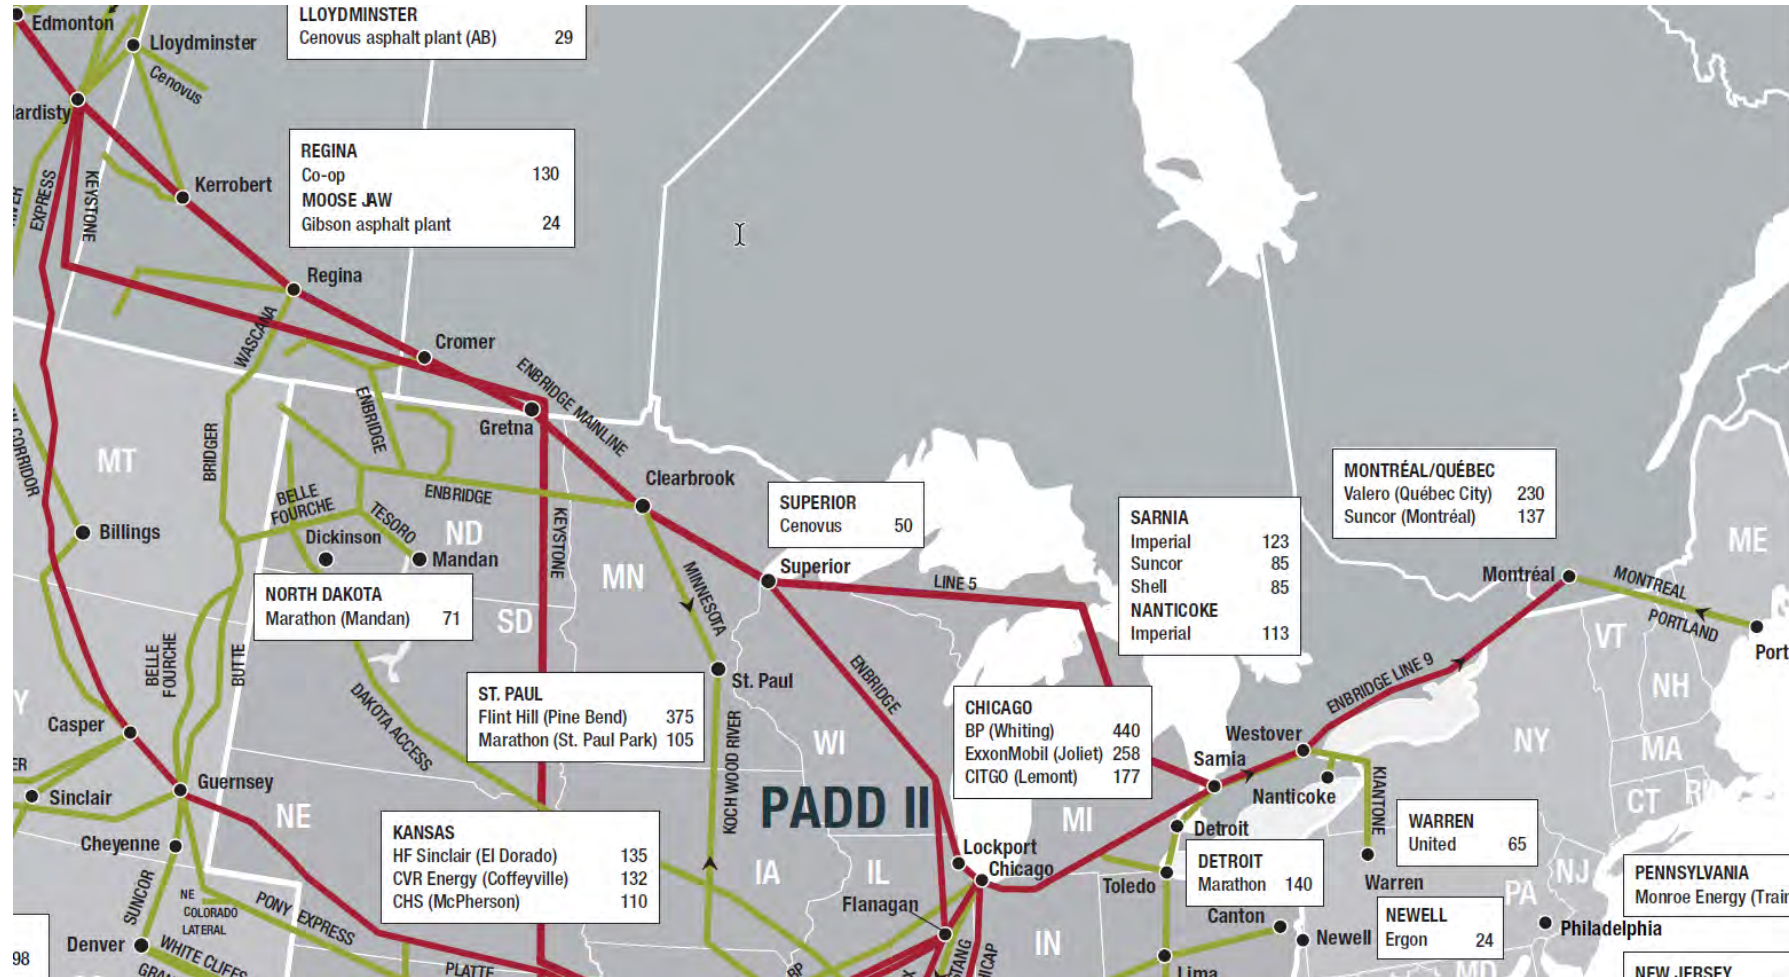 LLOYDMINSTER
Cenovus asphalt plant (AB) 29
Edmonton
Lloydminster
Cenovus
ardisty
REGINA
Co-op 130
MOOSE JAW
Gibson asphalt plant 24
Kerrobert
EXPRESS
KEYSTONE
Regina
WASCANA
Cromer
ENBRIDGE MAINLINE
ENBRIDGE
Gretna
BRIDGER
CORRIDOR
MT
Clearbrook
ENBRIDGE
BELLE
FOURCHE
TESORO
ND
KEYSTONE
Billings
Dickinson
Mandan
MN
SUPERIOR
Cenovus 50
Superior
LINE 5
MINNESOTA
SARNIA
Imperial 123
Suncor 85
Shell 85
NANTICOKE
Imperial 113
MONTRÉAL/QUÉBEC
Valero (Québec City) 230
Suncor (Montréal) 137
ME
Montréal
MONTREAL
PORTLAND
Port
VT
NH
NORTH DAKOTA
Marathon (Mandan) 71
SD
BELLE
FOURCHE
BUTTE
DAKOTA ACCESS
ST. PAUL
Flint Hill (Pine Bend) 375
Marathon (St. Paul Park) 105
St. Paul
KOCH WOOD RIVER
ENBRIDGE
WI
CHICAGO
BP (Whiting) 440
ExxonMobil (Joliet) 258
CITGO (Lemont) 177
ENBRIDGE LINE 9
Westover
Sarnia
Nanticoke
KIANTONE
NY
MA
CT
RI
Y
Casper
ER
Sinclair
Guernsey
NE
Cheyenne
PADD II
MI
Detroit
DETROIT
Marathon 140
WARREN
United 65
Warren
KANSAS
HF Sinclair (El Dorado) 135
CVR Energy (Coffeyville) 132
CHS (McPherson) 110
IA
IL
Lockport
Chicago
Flanagan
Toledo
Canton
Newell
NEWELL
Ergon 24
PA
NJ
PENNSYLVANIA
Monroe Energy (Train
Philadelphia
SUNCOR
NE
COLORADO
LATERAL
PONY EXPRESS
98
Denver
WHITE CLIFFS
PLATTE
IN
Lima
MD
NEW JERSEY